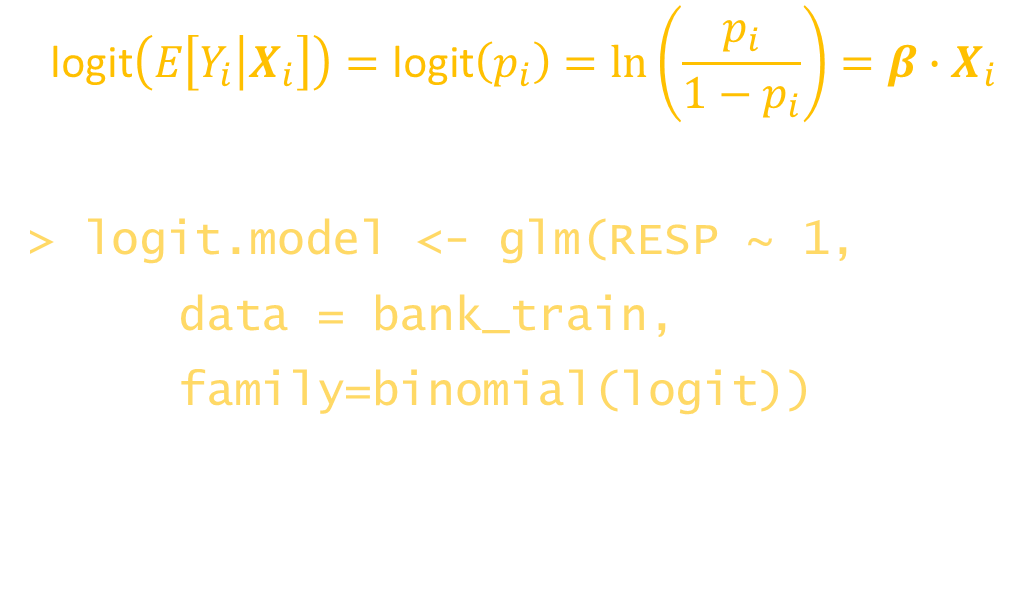 logit(E[Y_i|X_i]) = logit(p_i) = ln(p_i / (1 − p_i)) = β · X_i
> logit.model <- glm(RESP ~ 1,
data = bank_train,
family=binomial(logit))